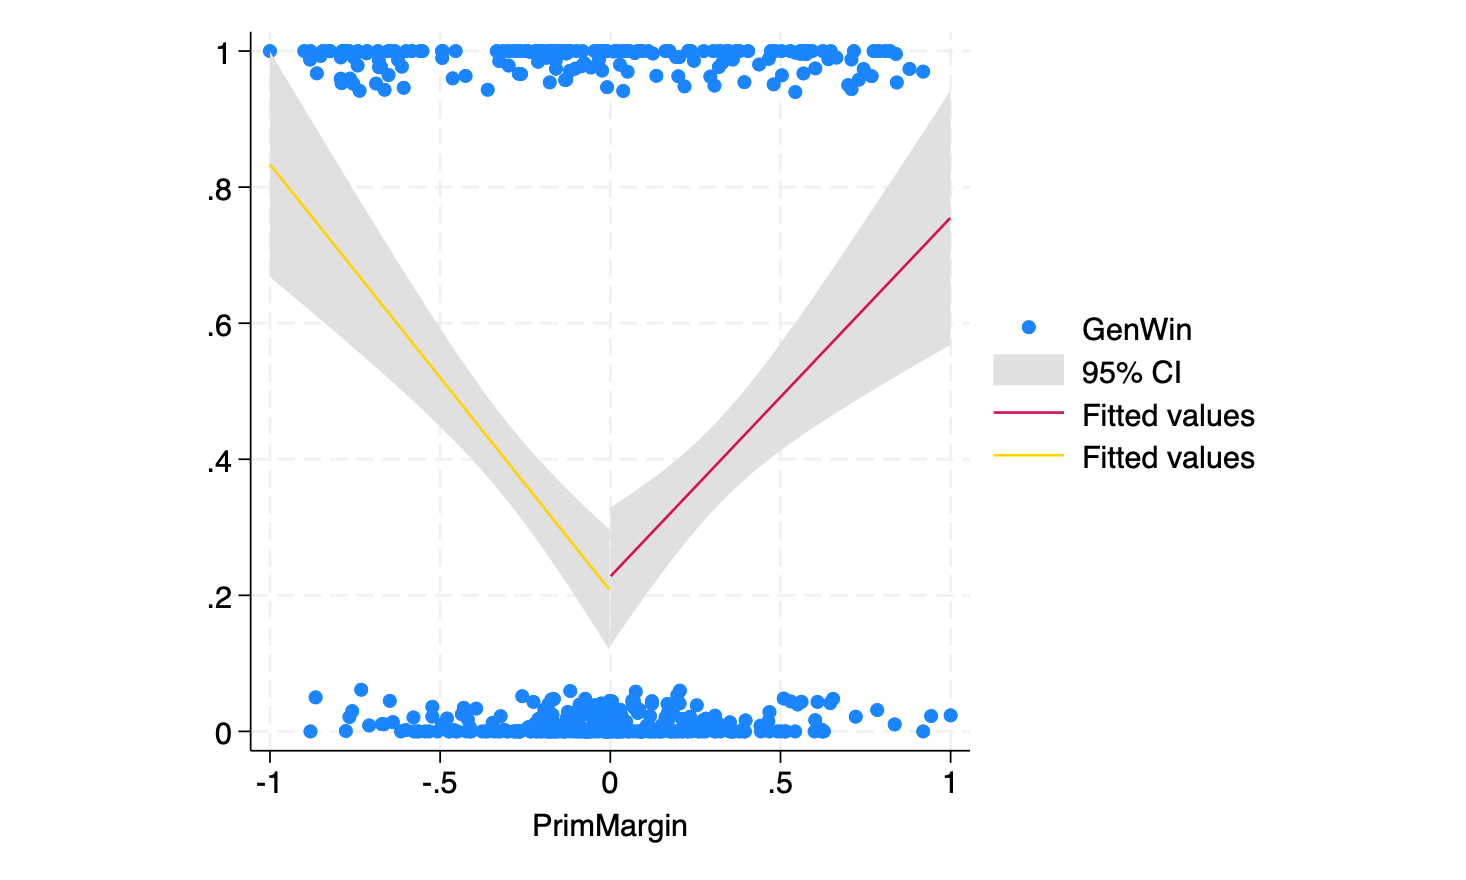 1
.8
.6
.4
.2
0
-1 -.5 0 .5 1
PrimMargin
GenWin
95% CI
Fitted values
Fitted values